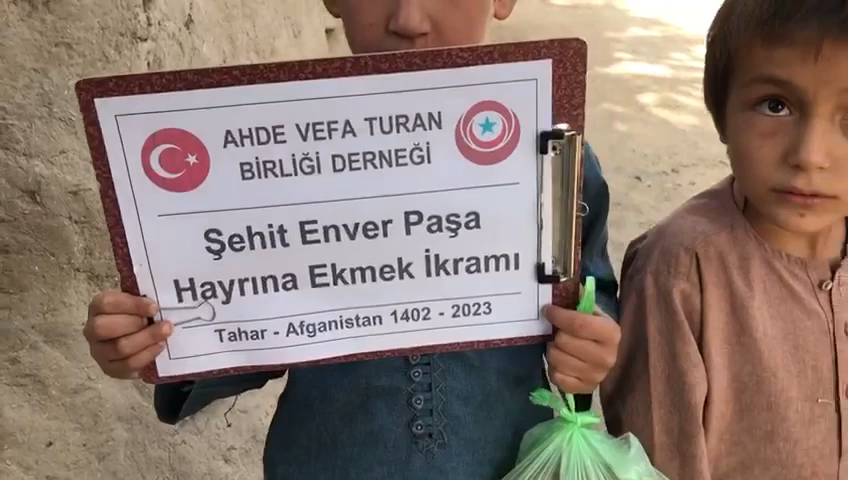 AHDE VEFA TURAN
BİRLİĞİ DERNEĞİ
Şehit Enver Paşa
Hayrına Ekmek İkramı
Tahar - Afganistan 1402 - 2023